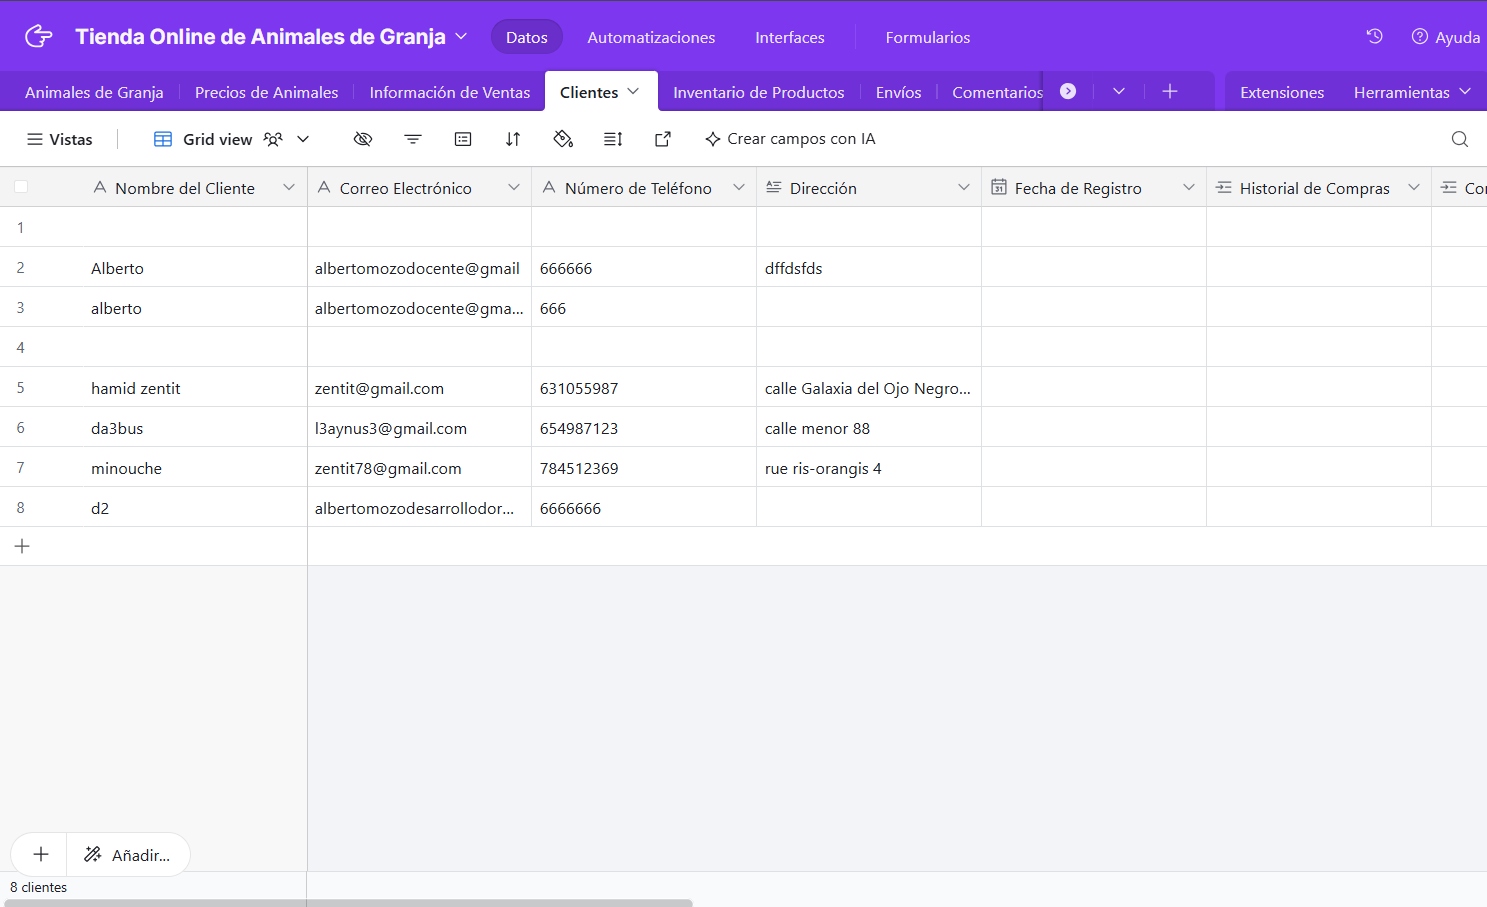 Tienda Online de Animales de Granja Datos Automatizaciones Interfaces Formularios Ayuda
Animales de Granja Precios de Animales Información de Ventas Clientes Inventario de Productos Envíos Comentarios Extensiones Herramientas
Vistas Grid view Crear campos con IA
Nombre del Cliente Correo Electrónico Número de Teléfono Dirección 31 Fecha de Registro Historial de Compras Co
1
2 Alberto albertomozodocente@gmail 666666 dffdsfds
3 alberto albertomozodocente@gma... 666
4
5 hamid zentit zentit@gmail.com 631055987 calle Galaxia del Ojo Negro...
6 da3bus l3aynus3@gmail.com 654987123 calle menor 88
7 minouche zentit78@gmail.com 784512369 rue ris-orangis 4
8 d2 albertomozodesarrollodor... 6666666
Añadir...
8 clientes